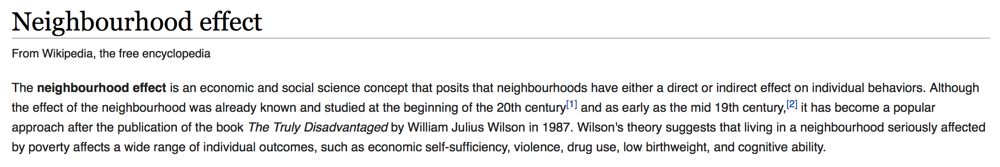 Neighbourhood effect
From Wikipedia, the free encyclopedia
The neighbourhood effect is an economic and social science concept that posits that neighbourhoods have either a direct or indirect effect on individual behaviors. Although
the effect of the neighbourhood was already known and studied at the beginning of the 20th century[1] and as early as the mid 19th century,[2] it has become a popular
approach after the publication of the book The Truly Disadvantaged by William Julius Wilson in 1987. Wilson's theory suggests that living in a neighbourhood seriously affected
by poverty affects a wide range of individual outcomes, such as economic self-sufficiency, violence, drug use, low birthweight, and cognitive ability.